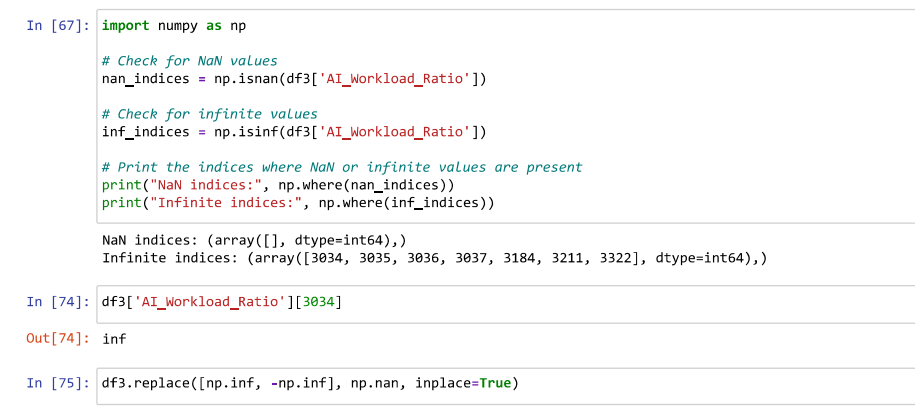 In [67]: import numpy as np
# Check for NaN values
nan_indices = np.isnan(df3['AI_Workload_Ratio'])
# Check for infinite values
inf_indices = np.isinf(df3['AI_Workload_Ratio'])
# Print the indices where NaN or infinite values are present
print("NaN indices:", np.where(nan_indices))
print("Infinite indices:", np.where(inf_indices))
NaN indices: (array([], dtype=int64),)
Infinite indices: (array([3034, 3035, 3036, 3037, 3184, 3211, 3322], dtype=int64),)
In [74]: df3['AI_Workload_Ratio'][3034]
Out[74]: inf
In [75]: df3.replace([np.inf, -np.inf], np.nan, inplace=True)